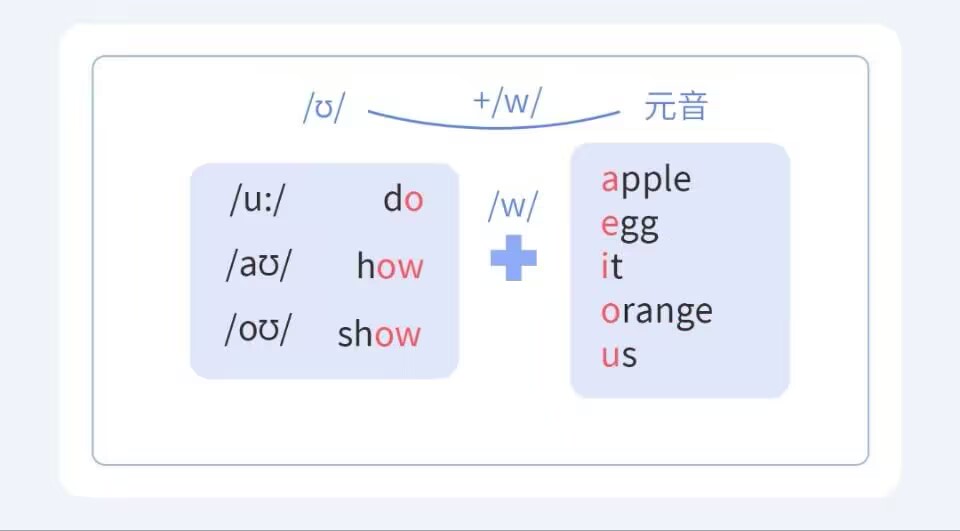 /ʊ/ +/w/ 元音
/u:/ do
/aʊ/ how
/oʊ/ show
/w/
apple
egg
it
orange
us